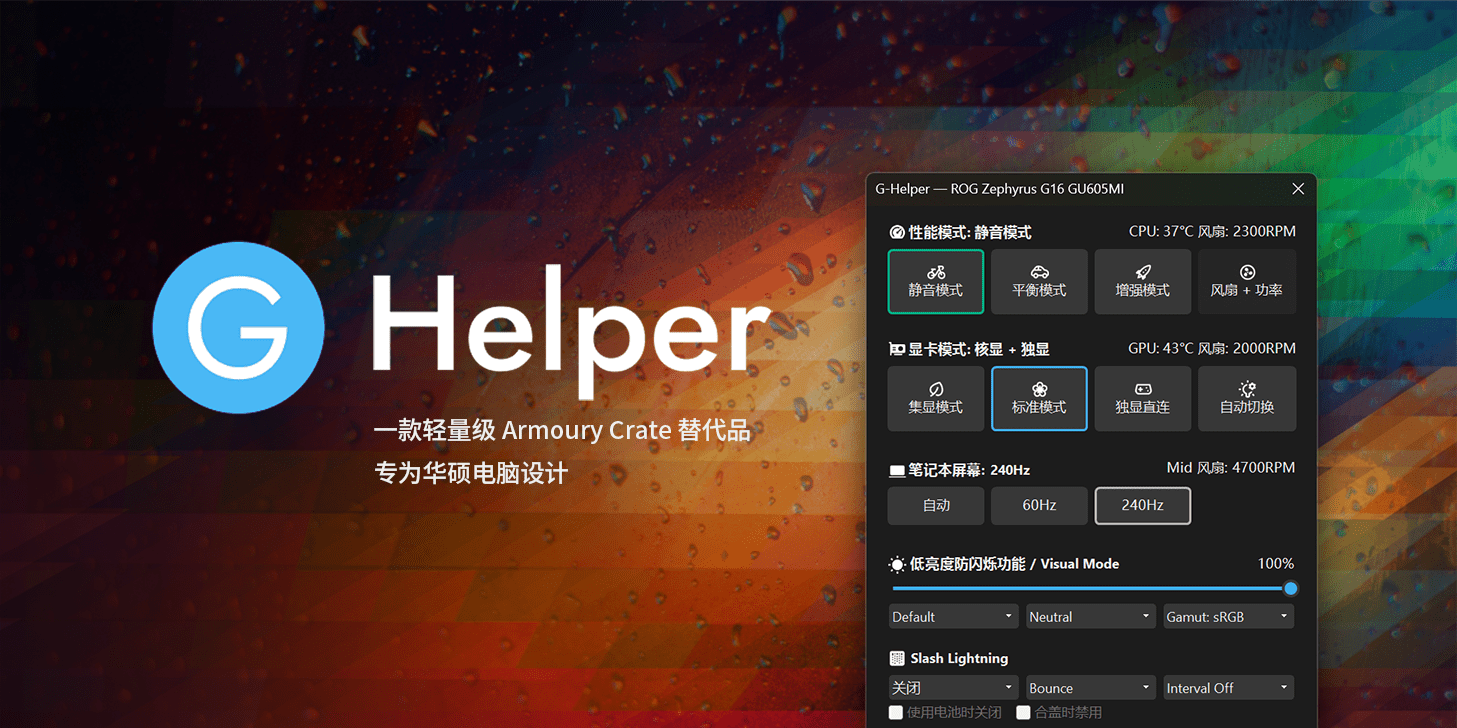 G Helper
一款轻量级 Armoury Crate 替代品
专为华硕电脑设计
G-Helper — ROG Zephyrus G16 GU605MI
性能模式: 静音模式 CPU: 37°C 风扇: 2300RPM
静音模式 平衡模式 增强模式 风扇 + 功率
显卡模式: 核显 + 独显 GPU: 43°C 风扇: 2000RPM
集显模式 标准模式 独显直连 自动切换
笔记本屏幕: 240Hz Mid 风扇: 4700RPM
自动 60Hz 240Hz
低亮度防闪烁功能 / Visual Mode 100%
Default Neutral Gamut: sRGB
Slash Lightning
关闭 Bounce Interval Off
使用电池时关闭 合盖时禁用